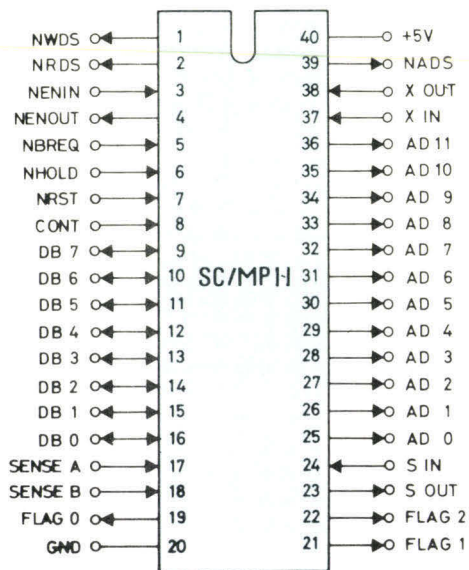 NWDS 1 40 +5V
NRDS 2 39 NADS
NENIN 3 38 X OUT
NENOUT 4 37 X IN
NBREQ 5 36 AD 11
NHOLD 6 35 AD 10
NRST 7 34 AD 9
CONT 8 33 AD 8
DB 7 9 32 AD 7
DB 6 10 SC/MP I-I 31 AD 6
DB 5 11 30 AD 5
DB 4 12 29 AD 4
DB 3 13 28 AD 3
DB 2 14 27 AD 2
DB 1 15 26 AD 1
DB 0 16 25 AD 0
SENSE A 17 24 S IN
SENSE B 18 23 S OUT
FLAG 0 19 22 FLAG 2
GND 20 21 FLAG 1